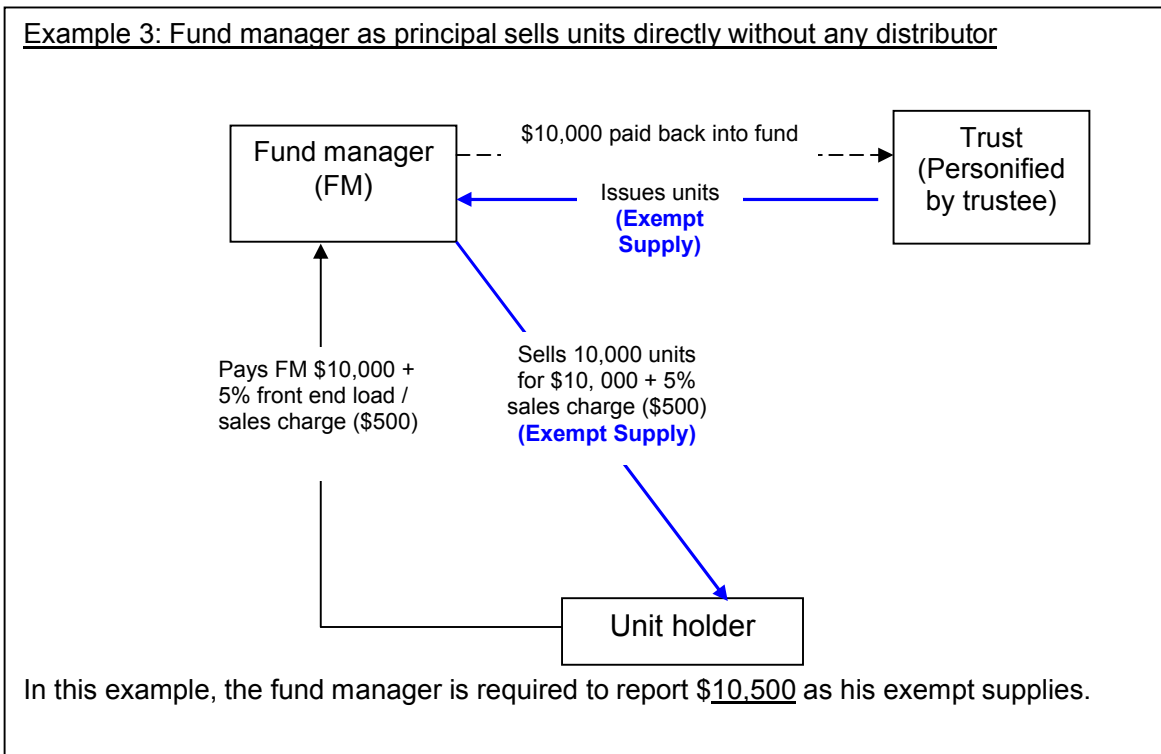 Example 3: Fund manager as principal sells units directly without any distributor
Fund manager
(FM)
$10,000 paid back into fund
Trust
(Personified
by trustee)
Issues units
(Exempt
Supply)
Pays FM $10,000 +
5% front end load /
sales charge ($500)
Sells 10,000 units
for $10, 000 + 5%
sales charge ($500)
(Exempt Supply)
Unit holder
In this example, the fund manager is required to report $10,500 as his exempt supplies.